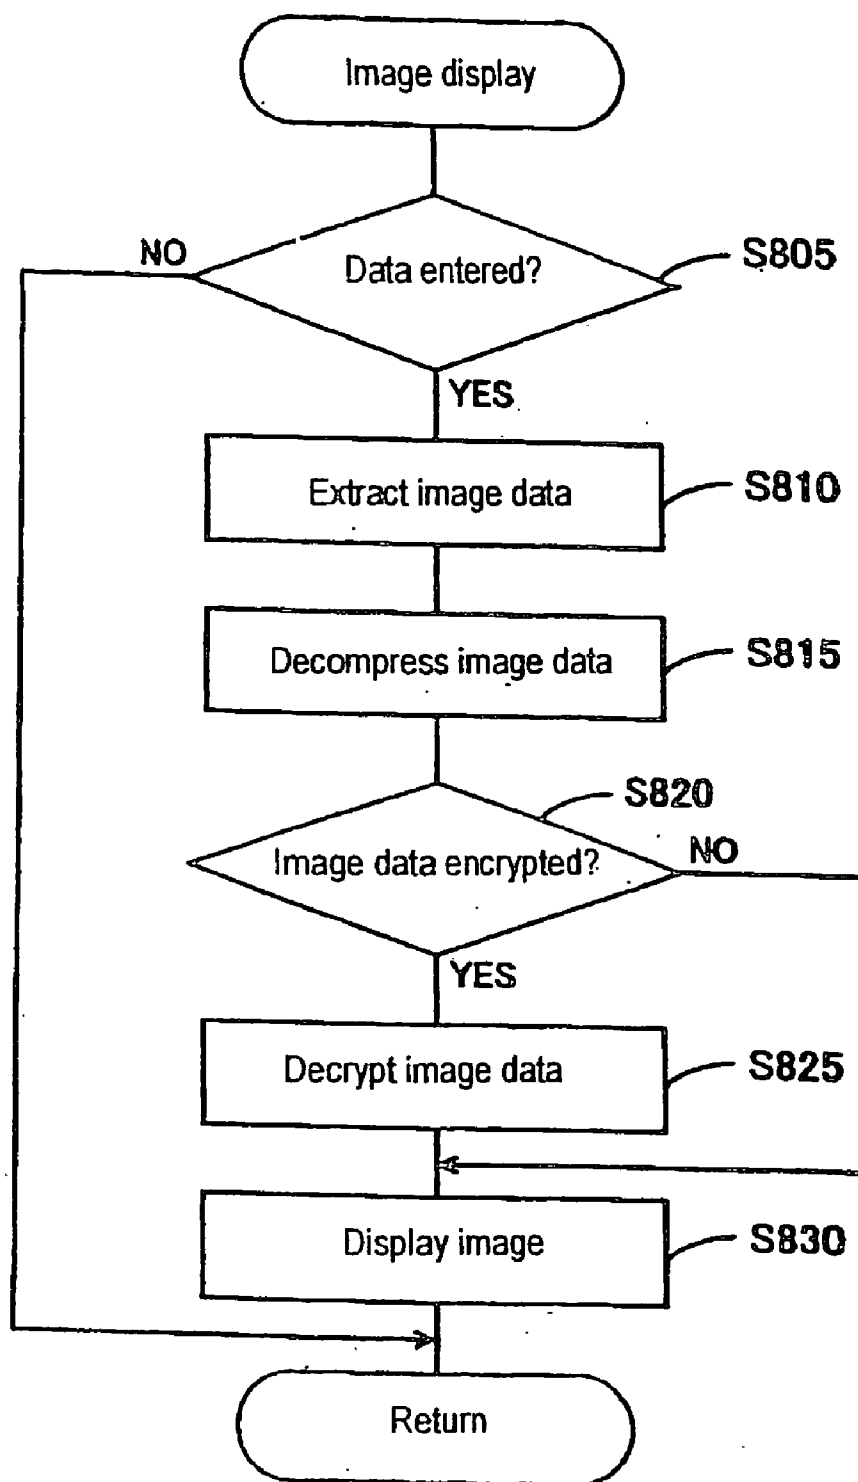 Image display
NO
Data entered?
S805
YES
Extract image data
S810
Decompress image data
S815
S820
Image data encrypted?
NO
YES
Decrypt image data
S825
Display image
S830
Return